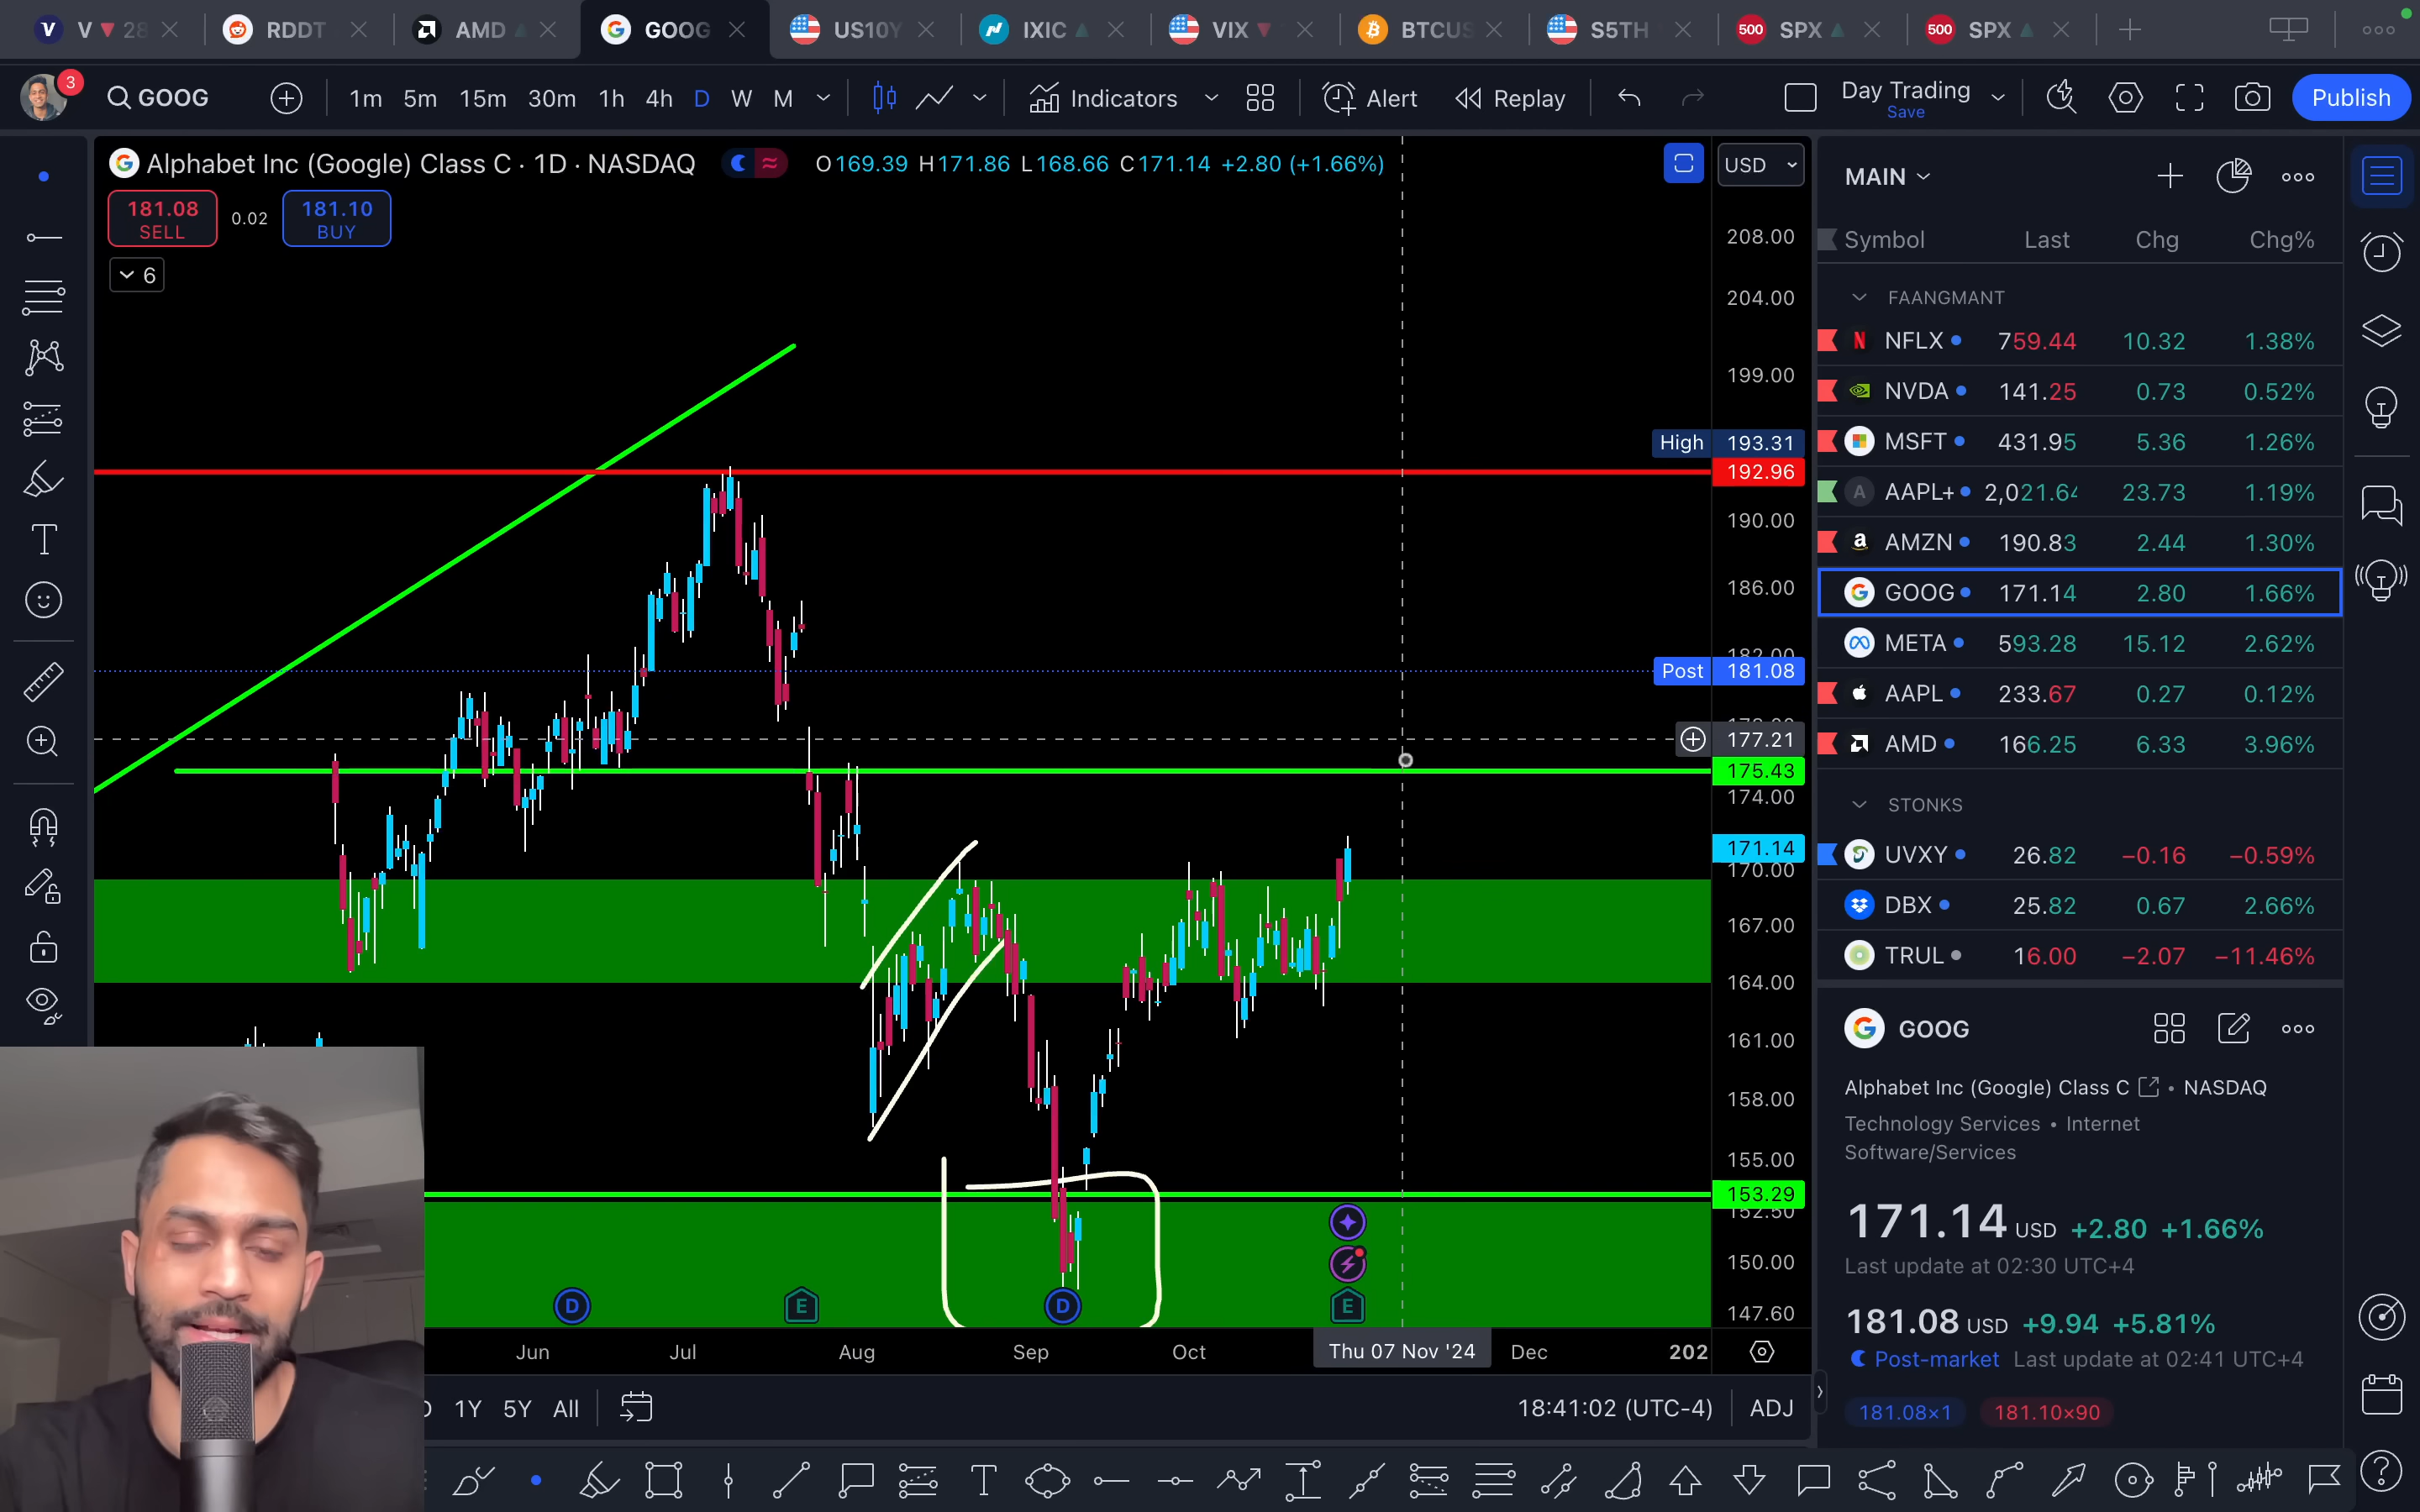 V 28 RDDT AMD GOOG US10Y IXIC VIX BTCUS S5TH 500 SPX 500 SPX
3 GOOG 1m 5m 15m 30m 1h 4h D W M Indicators Alert Replay Day Trading Save Publish
Alphabet Inc (Google) Class C · 1D · NASDAQ O169.39 H171.86 L168.66 C171.14 +2.80 (+1.66%) USD
181.08 SELL 0.02 181.10 BUY
6
208.00
204.00
199.00
High 193.31
192.96
190.00
186.00
Post 181.08
177.21
175.43
174.00
171.14
170.00
167.00
164.00
161.00
158.00
155.00
153.29
152.50
150.00
147.60
D E D E
Jun Jul Aug Sep Oct Thu 07 Nov '24 Dec 202
1Y 5Y All 18:41:02 (UTC-4) ADJ
MAIN
Symbol Last Chg Chg%
FAANGMANT
NFLX 759.44 10.32 1.38%
NVDA 141.25 0.73 0.52%
MSFT 431.95 5.36 1.26%
A AAPL+ 2,021.64 23.73 1.19%
AMZN 190.83 2.44 1.30%
GOOG 171.14 2.80 1.66%
META 593.28 15.12 2.62%
AAPL 233.67 0.27 0.12%
AMD 166.25 6.33 3.96%
STONKS
UVXY 26.82 −0.16 −0.59%
DBX 25.82 0.67 2.66%
TRUL 16.00 −2.07 −11.46%
GOOG
Alphabet Inc (Google) Class C • NASDAQ
Technology Services • Internet
Software/Services
171.14 USD +2.80 +1.66%
Last update at 02:30 UTC+4
181.08 USD +9.94 +5.81%
Post-market Last update at 02:41 UTC+4
181.08×1 181.10×90